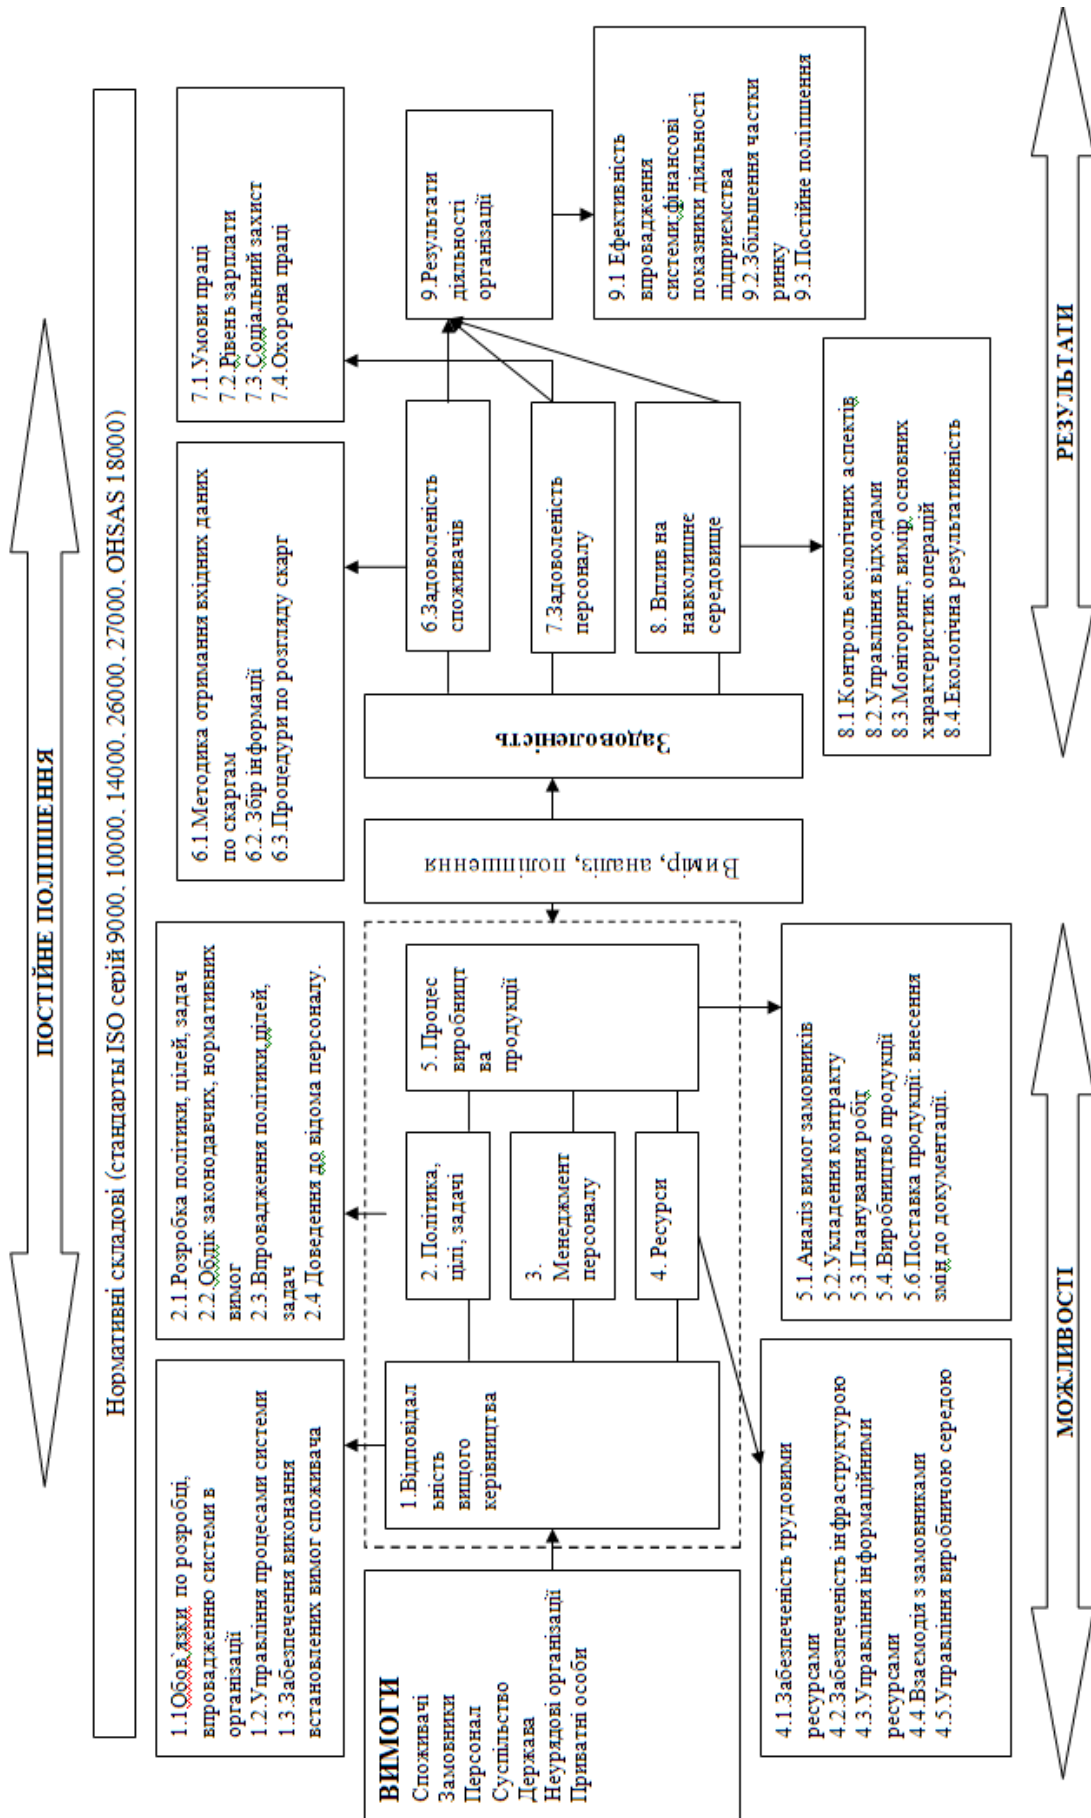 ПОСТІЙНЕ ПОЛІПШЕННЯ
Нормативні складові (стандарты ISO серій 9000, 10000, 14000, 26000, 27000, OHSAS 18000)
1.1Обов`язки по розробці,
впровадженню системи в
організації
1.2.Управління процесами системи
1.3.Забезпечення виконання
встановлених вимог споживача
2.1.Розробка політики, цілей, задач
2.2.Облік законодавчих, нормативних
вимог
2.3.Впровадження політики,цілей,
задач
2.4 Доведення до відома персоналу.
6.1.Методика отримання вхідних даних
по скаргам
6.2. Збір інформації
6.3.Процедури по розгляду скарг
7.1.Умови праці
7.2.Рівень зарплати
7.3.Соціальний захист
7.4.Охорона праці
ВИМОГИ
Споживачі
Замовники
Персонал
Суспільство
Держава
Неурядові організації
Приватні особи
1.Відповідал
ьність
вищого
керівництва
2. Політика,
цілі, задачі
3.
Менеджмент
персоналу
4. Ресурси
5. Процес
виробницт
ва
продукції
Вимір, аналіз, поліпшення
Задоволеність
6.Задоволеність
споживачів
7.Задоволеність
персоналу
8. Вплив на
навколишнє
середовище
9.Результати
діяльності
організації
9.1 Ефективність
впровадження
системи,фінансові
показники діяльності
підприємства
9.2.Збільшення частки
ринку
9.3.Постійне поліпшення
4.1.Забезпеченість трудовими
ресурсами
4.2.Забезпеченість інфраструктурою
4.3.Управління інформаційними
ресурсами
4.4.Взаємодія з замовниками
4.5.Управління виробничою середою
5.1.Аналіз вимог замовників
5.2.Укладення контракту
5.3 Планування робіт
5.4.Виробництво продукції
5.6.Поставка продукції: внесення
змін до документації.
8.1.Контроль екологічних аспектів
8.2.Управління відходами
8.3.Моніторинг, вимір основних
характеристик операцій
8.4.Екологічна результативність
МОЖЛИВОСТІ
РЕЗУЛЬТАТИ